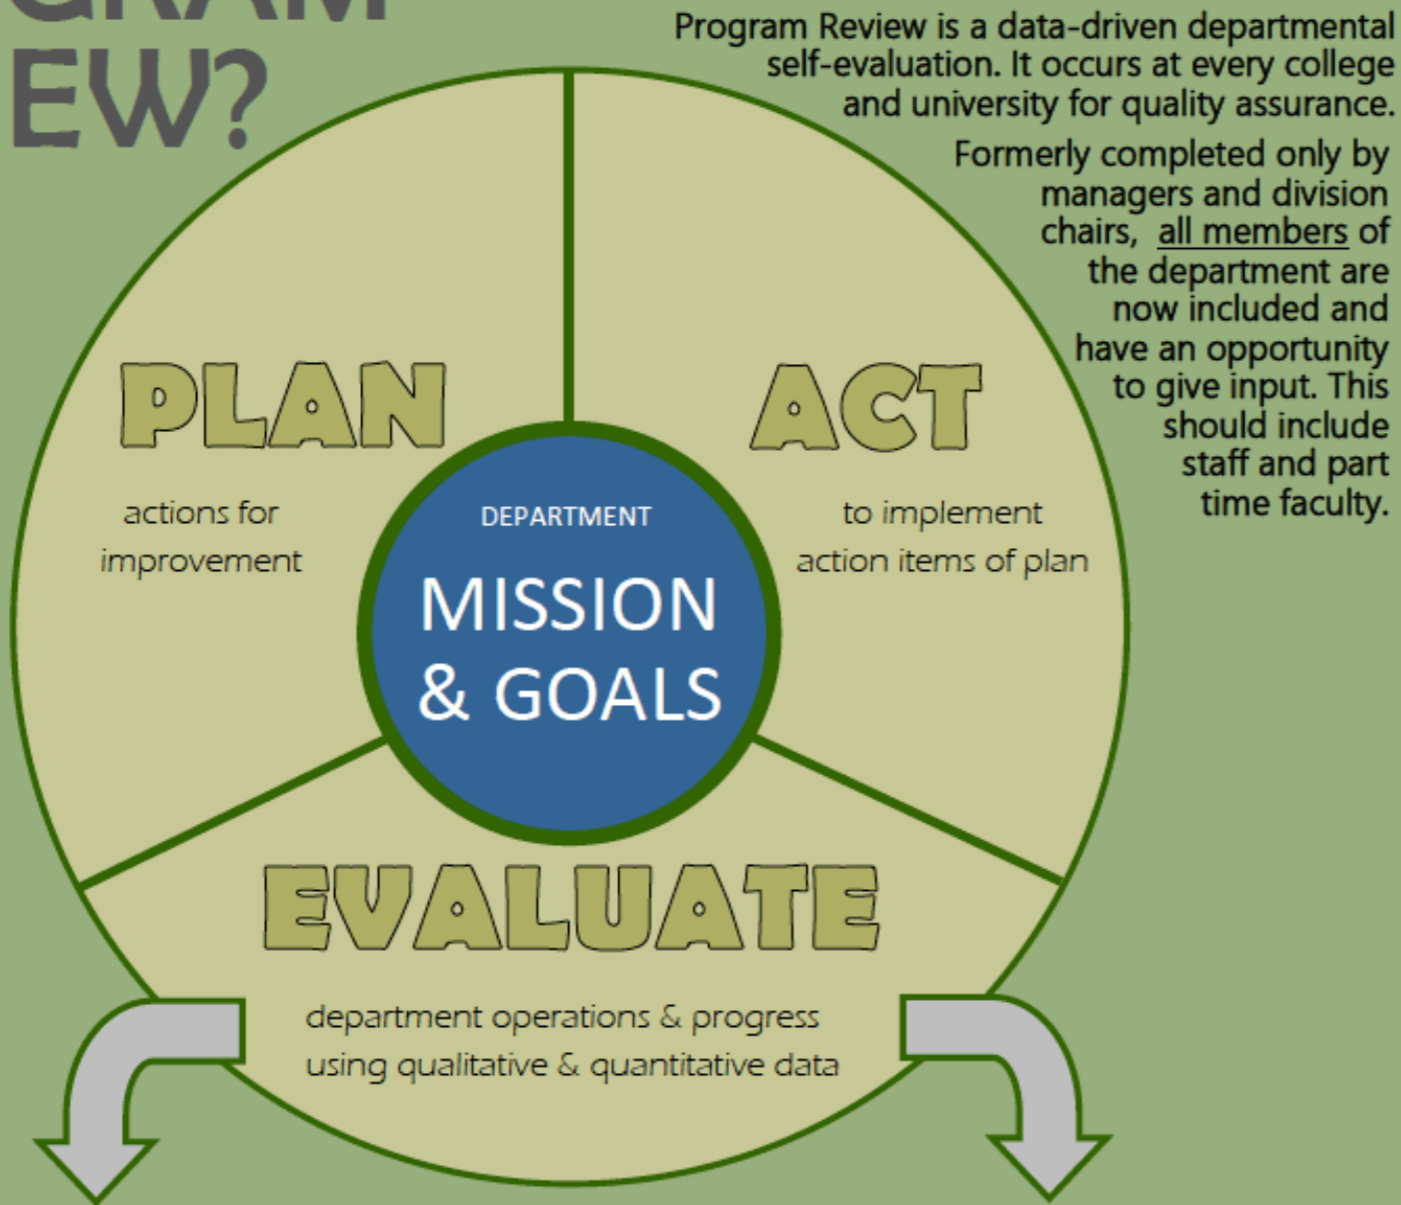 EW?
Program Review is a data-driven departmental
self-evaluation. It occurs at every college
and university for quality assurance.
Formerly completed only by
managers and division
chairs, all members of
the department are
now included and
have an opportunity
to give input. This
should include
staff and part
time faculty.
PLAN
actions for
improvement
ACT
to implement
action items of plan
DEPARTMENT
MISSION
& GOALS
EVALUATE
department operations & progress
using qualitative & quantitative data